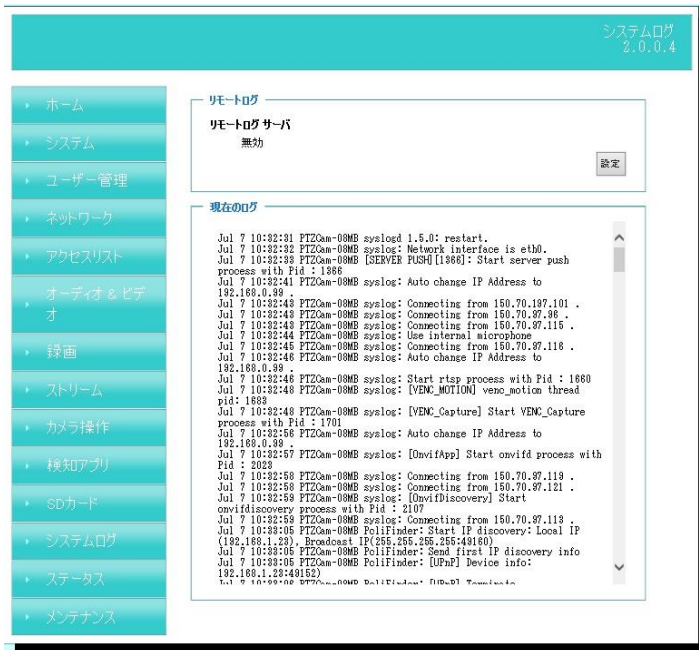 システムログ
2.0.0.4
ホーム
システム
ユーザー管理
ネットワーク
アクセスリスト
オーディオ & ビデ
オ
録画
ストリーム
カメラ操作
検知アプリ
SDカード
システムログ
ステータス
メンテナンス
リモートログ
リモートログ サーバ
無効
設定
現在のログ
Jul 7 10:32:31 PTZCam-08MB syslogd 1.5.0: restart.
Jul 7 10:32:32 PTZCam-08MB syslog: Network interface is eth0.
Jul 7 10:32:33 PTZCam-08MB [SERVER PUSH][1366]: Start server push
process with Pid : 1366
Jul 7 10:32:41 PTZCam-08MB syslog: Auto change IP Address to
192.168.0.99 .
Jul 7 10:32:43 PTZCam-08MB syslog: Connecting from 150.70.197.101 .
Jul 7 10:32:43 PTZCam-08MB syslog: Connecting from 150.70.97.96 .
Jul 7 10:32:43 PTZCam-08MB syslog: Connecting from 150.70.97.115 .
Jul 7 10:32:44 PTZCam-08MB syslog: Use internal microphone
Jul 7 10:32:45 PTZCam-08MB syslog: Connecting from 150.70.97.116 .
Jul 7 10:32:46 PTZCam-08MB syslog: Auto change IP Address to
192.168.0.99 .
Jul 7 10:32:46 PTZCam-08MB syslog: Start rtsp process with Pid : 1660
Jul 7 10:32:48 PTZCam-08MB syslog: [VENC_MOTION] venc_motion thread
pid: 1683
Jul 7 10:32:48 PTZCam-08MB syslog: [VENC_Capture] Start VENC_Capture
process with Pid : 1701
Jul 7 10:32:56 PTZCam-08MB syslog: Auto change IP Address to
192.168.0.99 .
Jul 7 10:32:57 PTZCam-08MB syslog: [OnvifApp] Start onvifd process with
Pid : 2023
Jul 7 10:32:58 PTZCam-08MB syslog: Connecting from 150.70.97.119 .
Jul 7 10:32:58 PTZCam-08MB syslog: Connecting from 150.70.97.121 .
Jul 7 10:32:59 PTZCam-08MB syslog: [OnvifDiscovery] Start
onvifdiscovery process with Pid : 2107
Jul 7 10:32:59 PTZCam-08MB syslog: Connecting from 150.70.97.113 .
Jul 7 10:33:05 PTZCam-08MB PoliFinder: Start IP discovery: Local IP
(192.168.1.23), Broadcast IP(255.255.255.255:49160)
Jul 7 10:33:05 PTZCam-08MB PoliFinder: Send first IP discovery info
Jul 7 10:33:05 PTZCam-08MB PoliFinder: [UPnP] Device info:
192.168.1.23:49152)
Jul 7 10:33:06 PTZCam-08MB PoliFinder: [UPnP] Terminate